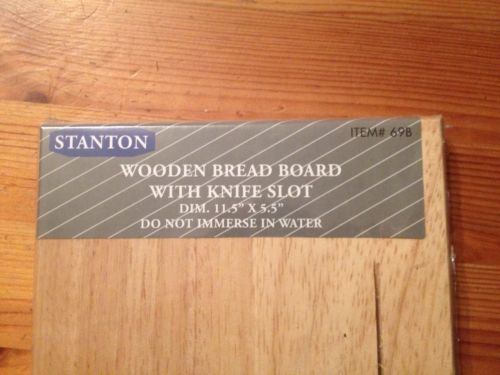 STANTON
ITEM# 69B
WOODEN BREAD BOARD
WITH KNIFE SLOT
DIM. 11.5" X 5.5"
DO NOT IMMERSE IN WATER